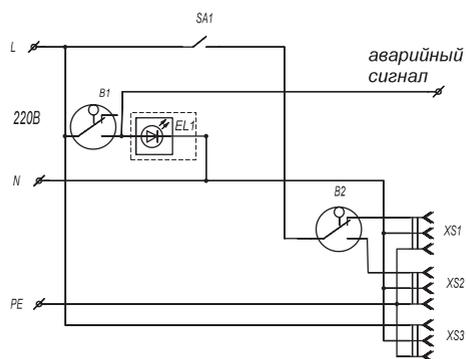 SA1
L
аварийный
сигнал
B1
220В
EL1
N
B2
XS1
XS2
PE
XS3